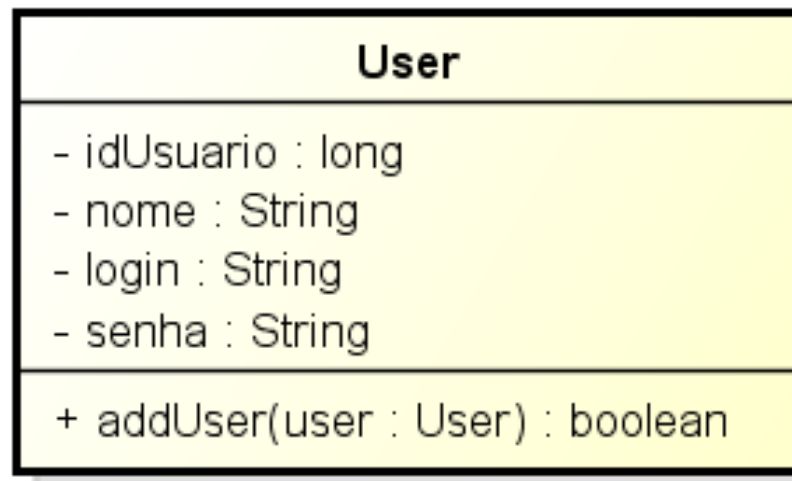 User
- idUsuario : long
- nome : String
- login : String
- senha : String
+ addUser(user : User) : boolean